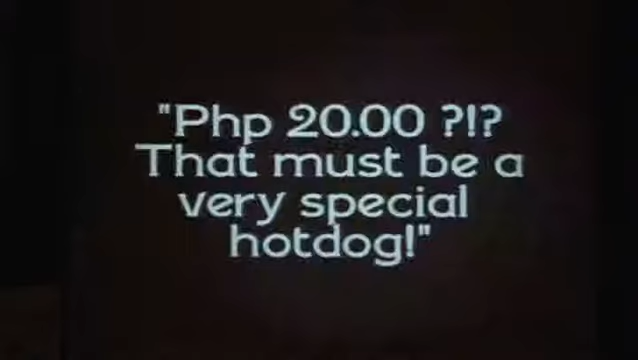 "Php 20.00 ?!?
That must be a
very special
hotdog!"